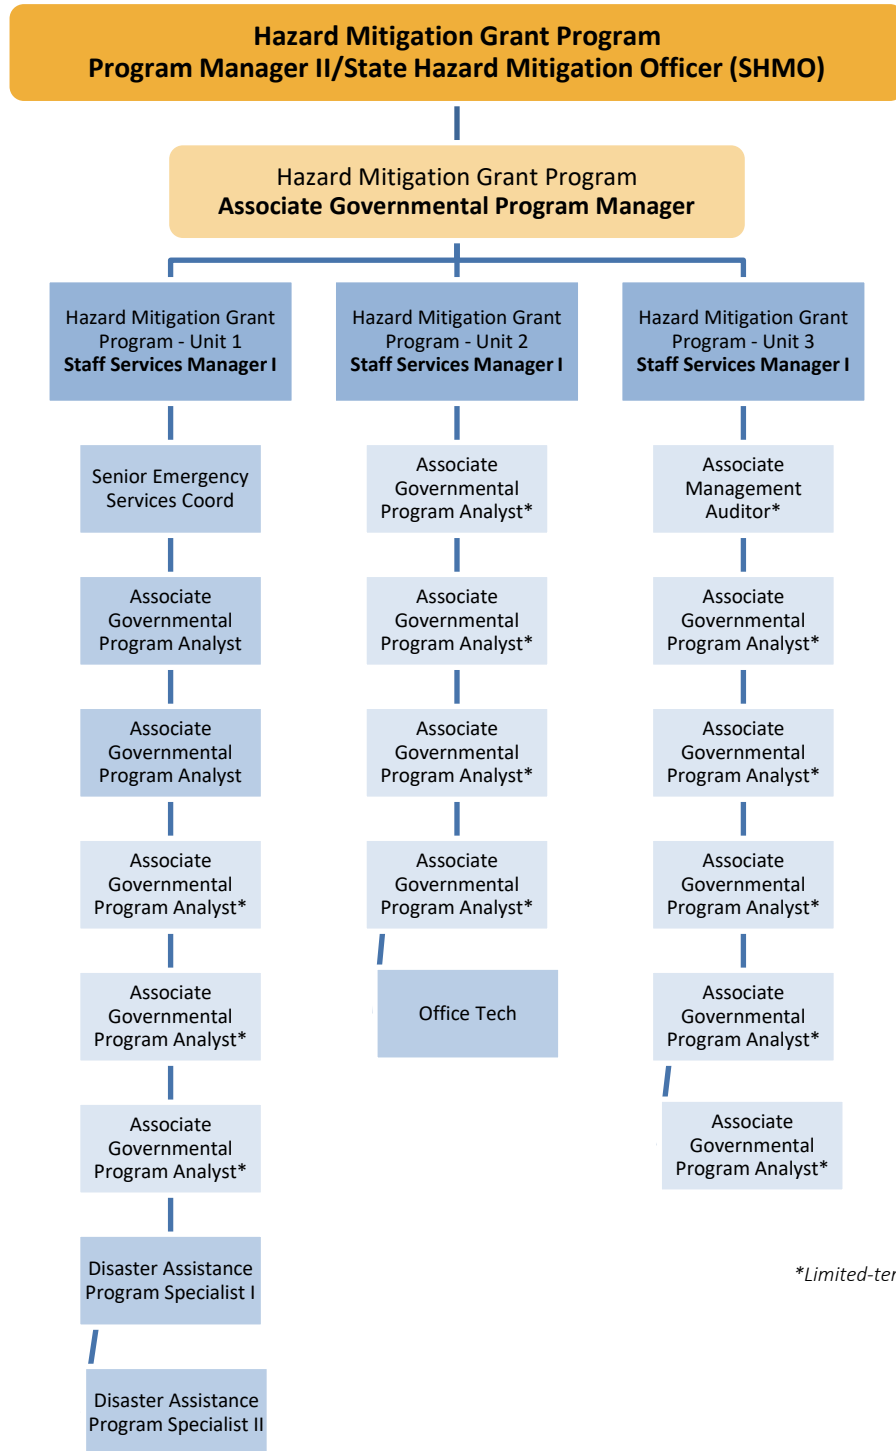 Hazard Mitigation Grant Program
Program Manager II/State Hazard Mitigation Officer (SHMO)
Hazard Mitigation Grant Program
Associate Governmental Program Manager
Hazard Mitigation Grant
Program - Unit 1
Staff Services Manager I
Senior Emergency
Services Coord
Associate
Governmental
Program Analyst
Associate
Governmental
Program Analyst
Associate
Governmental
Program Analyst*
Associate
Governmental
Program Analyst*
Associate
Governmental
Program Analyst*
Disaster Assistance
Program Specialist I
Disaster Assistance
Program Specialist II
Hazard Mitigation Grant
Program - Unit 2
Staff Services Manager I
Associate
Governmental
Program Analyst*
Associate
Governmental
Program Analyst*
Associate
Governmental
Program Analyst*
Associate
Governmental
Program Analyst*
Office Tech
Hazard Mitigation Grant
Program - Unit 3
Staff Services Manager I
Associate
Management
Auditor*
Associate
Governmental
Program Analyst*
Associate
Governmental
Program Analyst*
Associate
Governmental
Program Analyst*
Associate
Governmental
Program Analyst*
Associate
Governmental
Program Analyst*